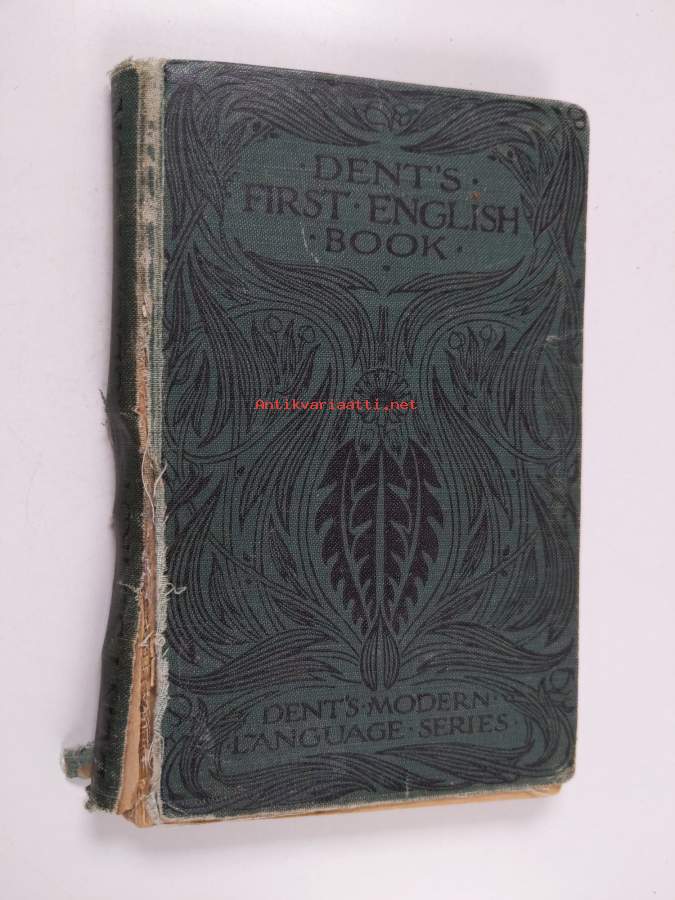 · DENT'S ·
FIRST · ENGLISH
· BOOK ·
Antikvariaatti.net
DENT'S · MODERN ·
· LANGUAGE · SERIES ·